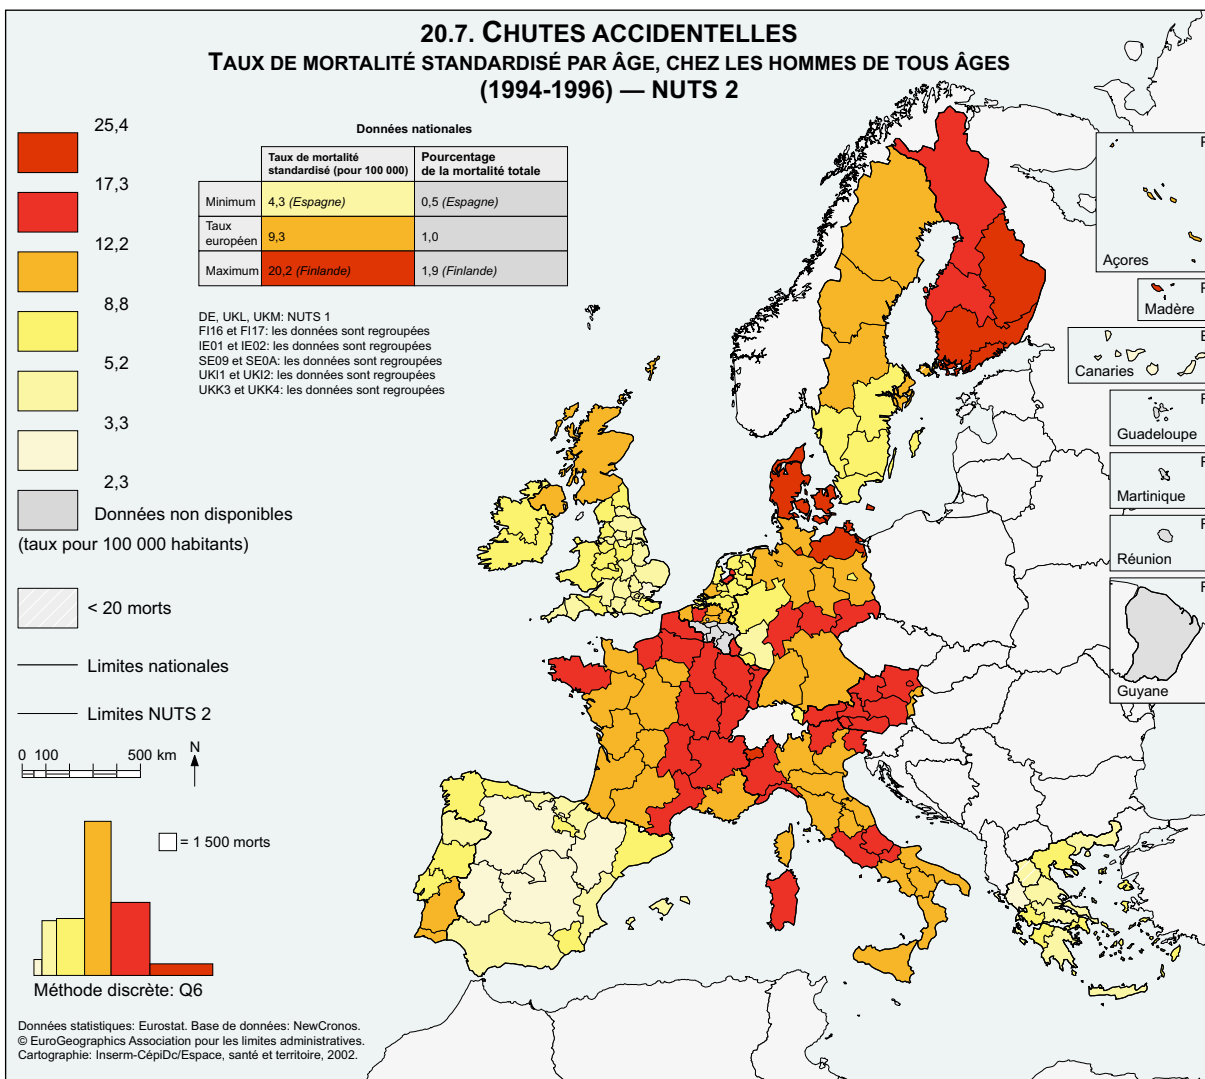 20.7. CHUTES ACCIDENTELLES
TAUX DE MORTALITÉ STANDARDISÉ PAR ÂGE, CHEZ LES HOMMES DE TOUS ÂGES
(1994-1996) — NUTS 2
25,4
17,3
12,2
8,8
5,2
3,3
2,3
Données non disponibles
(taux pour 100 000 habitants)
< 20 morts
Limites nationales
Limites NUTS 2
0 100 500 km
N
Données nationales
Taux de mortalité standardisé (pour 100 000) Pourcentage de la mortalité totale
Minimum 4,3 (Espagne) 0,5 (Espagne)
Taux européen 9,3 1,0
Maximum 20,2 (Finlande) 1,9 (Finlande)
DE, UKL, UKM: NUTS 1
FI16 et FI17: les données sont regroupées
IE01 et IE02: les données sont regroupées
SE09 et SE0A: les données sont regroupées
UKI1 et UKI2: les données sont regroupées
UKK3 et UKK4: les données sont regroupées
Açores
Madère
Canaries
Guadeloupe
Martinique
Réunion
Guyane
= 1 500 morts
Méthode discrète: Q6
Données statistiques: Eurostat. Base de données: NewCronos.
© EuroGeographics Association pour les limites administratives.
Cartographie: Inserm-CépiDc/Espace, santé et territoire, 2002.